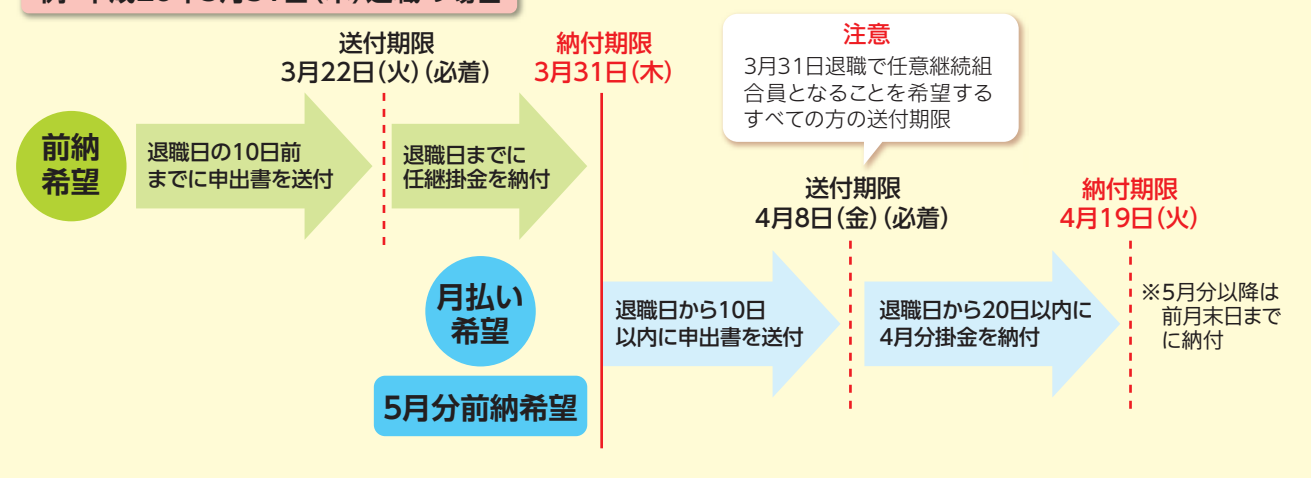 送付期限
3月22日(火)(必着)
納付期限
3月31日(木)
注意
3月31日退職で任意継続組
合員となることを希望する
すべての方の送付期限
前納
希望
退職日の10日前
までに申出書を送付
退職日までに
任継掛金を納付
送付期限
4月8日(金)(必着)
納付期限
4月19日(火)
月払い
希望
退職日から10日
以内に申出書を送付
退職日から20日以内に
4月分掛金を納付
※5月分以降は
前月末日まで
に納付
5月分前納希望